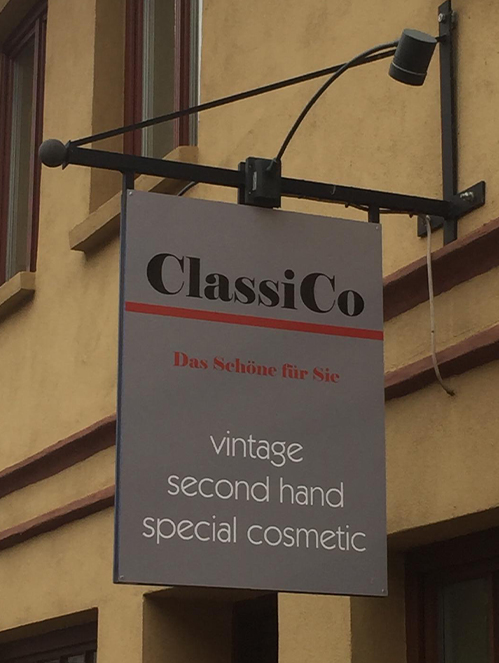 ClassiCo
Das Schöne für Sie
vintage
second hand
special cosmetic